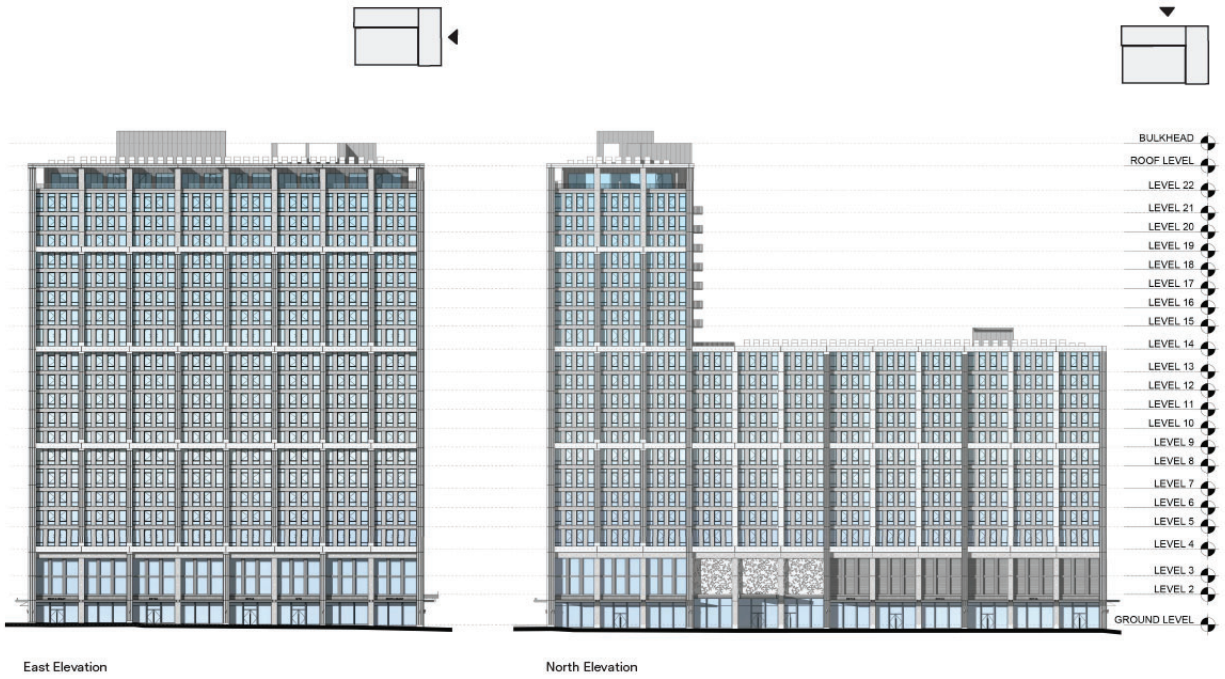 BULKHEAD
ROOF LEVEL
LEVEL 22
LEVEL 21
LEVEL 20
LEVEL 19
LEVEL 18
LEVEL 17
LEVEL 16
LEVEL 15
LEVEL 14
LEVEL 13
LEVEL 12
LEVEL 11
LEVEL 10
LEVEL 9
LEVEL 8
LEVEL 7
LEVEL 6
LEVEL 5
LEVEL 4
LEVEL 3
LEVEL 2
GROUND LEVEL
East Elevation
North Elevation